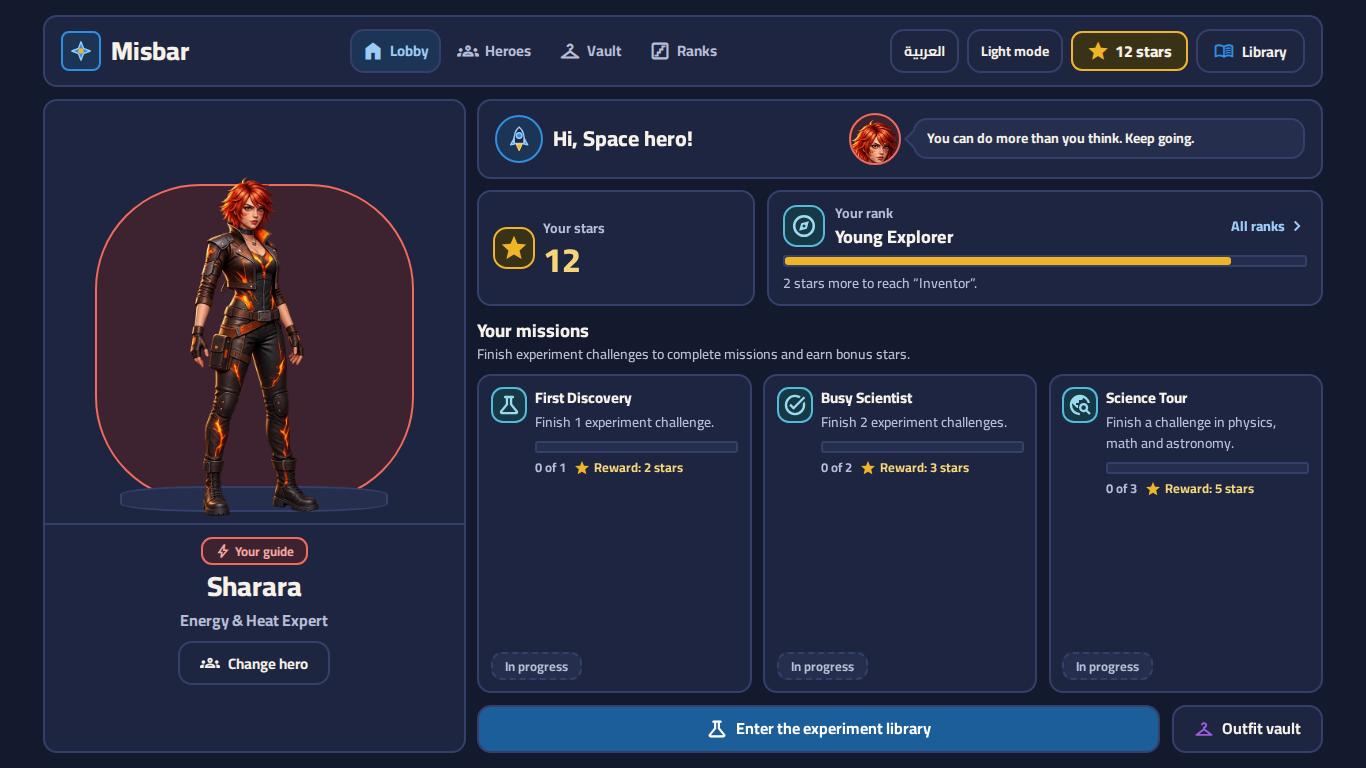 Misbar
Lobby
Heroes
Vault
Ranks
العربية
Light mode
12 stars
Library
Hi, Space hero!
You can do more than you think. Keep going.
Your stars
12
Your rank
Young Explorer
All ranks
2 stars more to reach “Inventor”.
Your missions
Finish experiment challenges to complete missions and earn bonus stars.
First Discovery
Finish 1 experiment challenge.
0 of 1 Reward: 2 stars
In progress
Busy Scientist
Finish 2 experiment challenges.
0 of 2 Reward: 3 stars
In progress
Science Tour
Finish a challenge in physics,
math and astronomy.
0 of 3 Reward: 5 stars
In progress
Your guide
Sharara
Energy & Heat Expert
Change hero
Enter the experiment library
Outfit vault